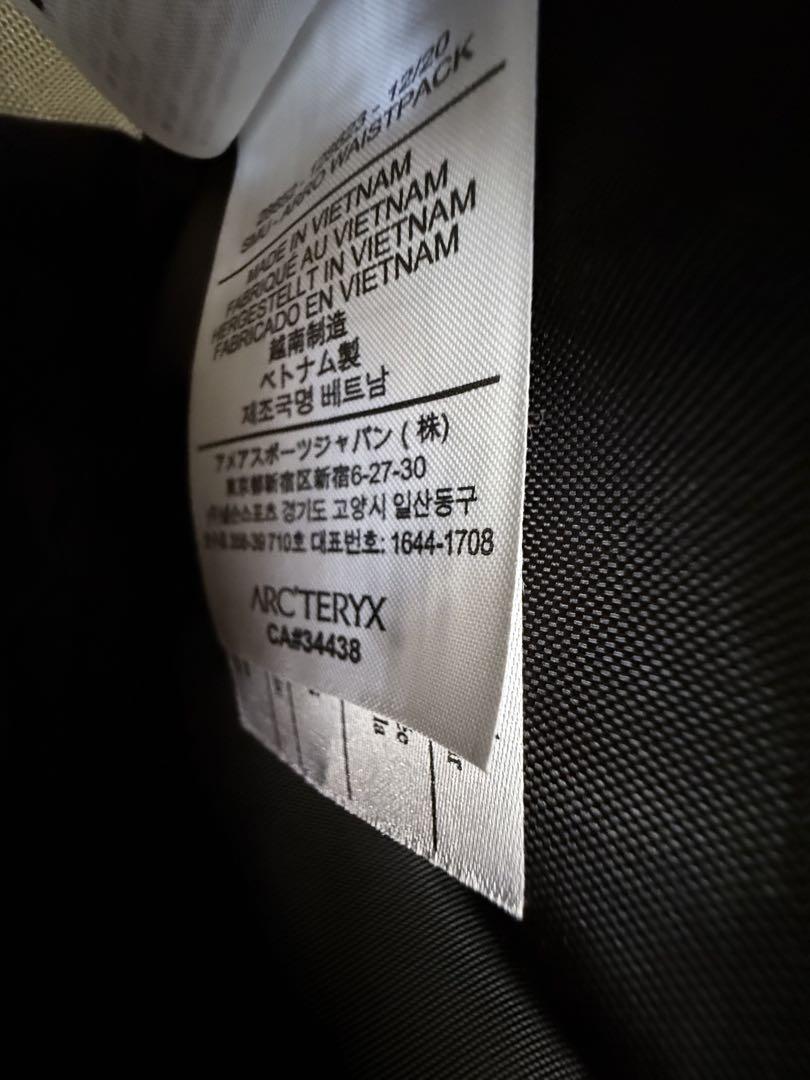 - 12/20
SMU-ARRO WAISTPACK
MADE IN VIETNAM
FABRIQUÉ AU VIETNAM
HERGESTELLT IN VIETNAM
FABRICADO EN VIETNAM
越南制造
ベトナム製
제조국명 베트남
アメアスポーツジャパン (株)
東京都新宿区新宿6-27-30
경기도 고양시 일산동구
710호 대표번호: 1644-1708
ARC'TERYX
CA#34438